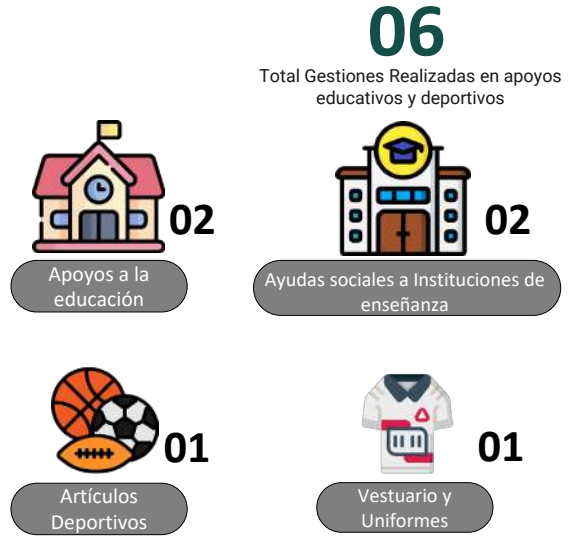 06
Total Gestiones Realizadas en apoyos
educativos y deportivos
02
Apoyos a la
educación
02
Ayudas sociales a Instituciones de
enseñanza
01
Artículos
Deportivos
01
Vestuario y
Uniformes